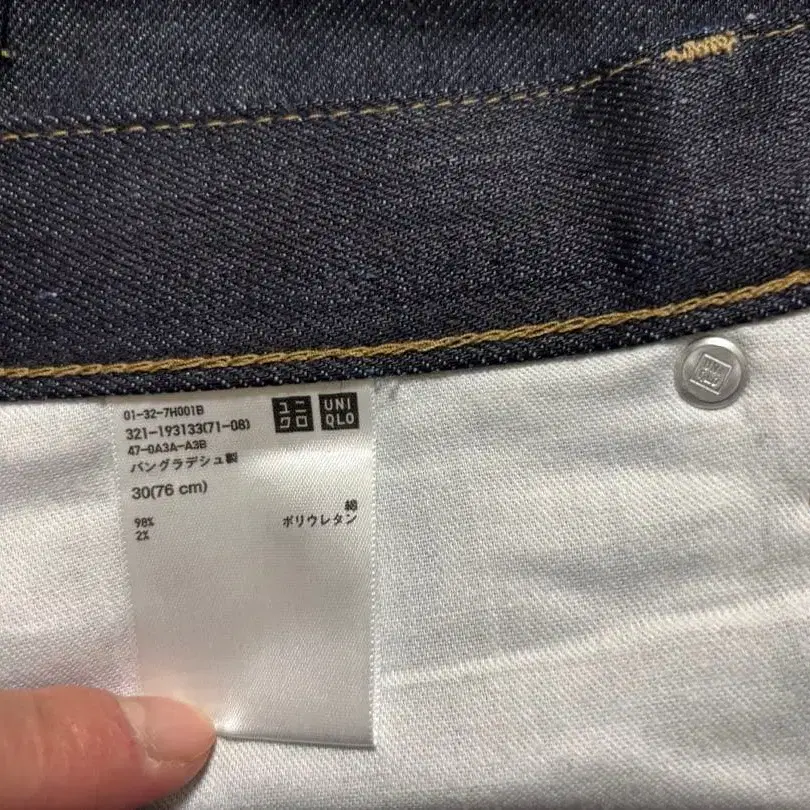 01-32-7H001B
321-193133(71-08)
47-0A3A-A3B
バングラデシュ製
30(76 cm)
ユニ
クロ
UNI
QLO
98% 綿
2% ポリウレタン